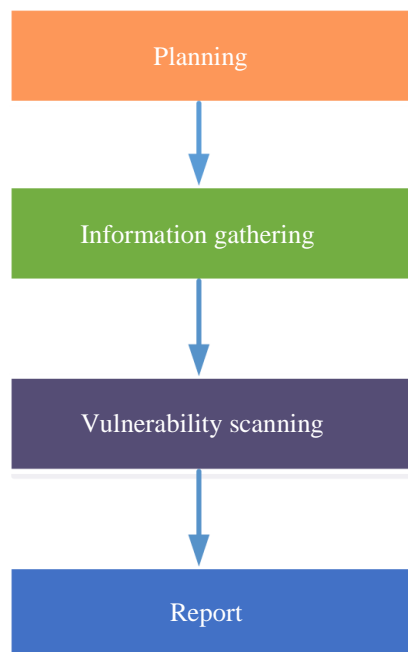 Planning
Information gathering
Vulnerability scanning
Report